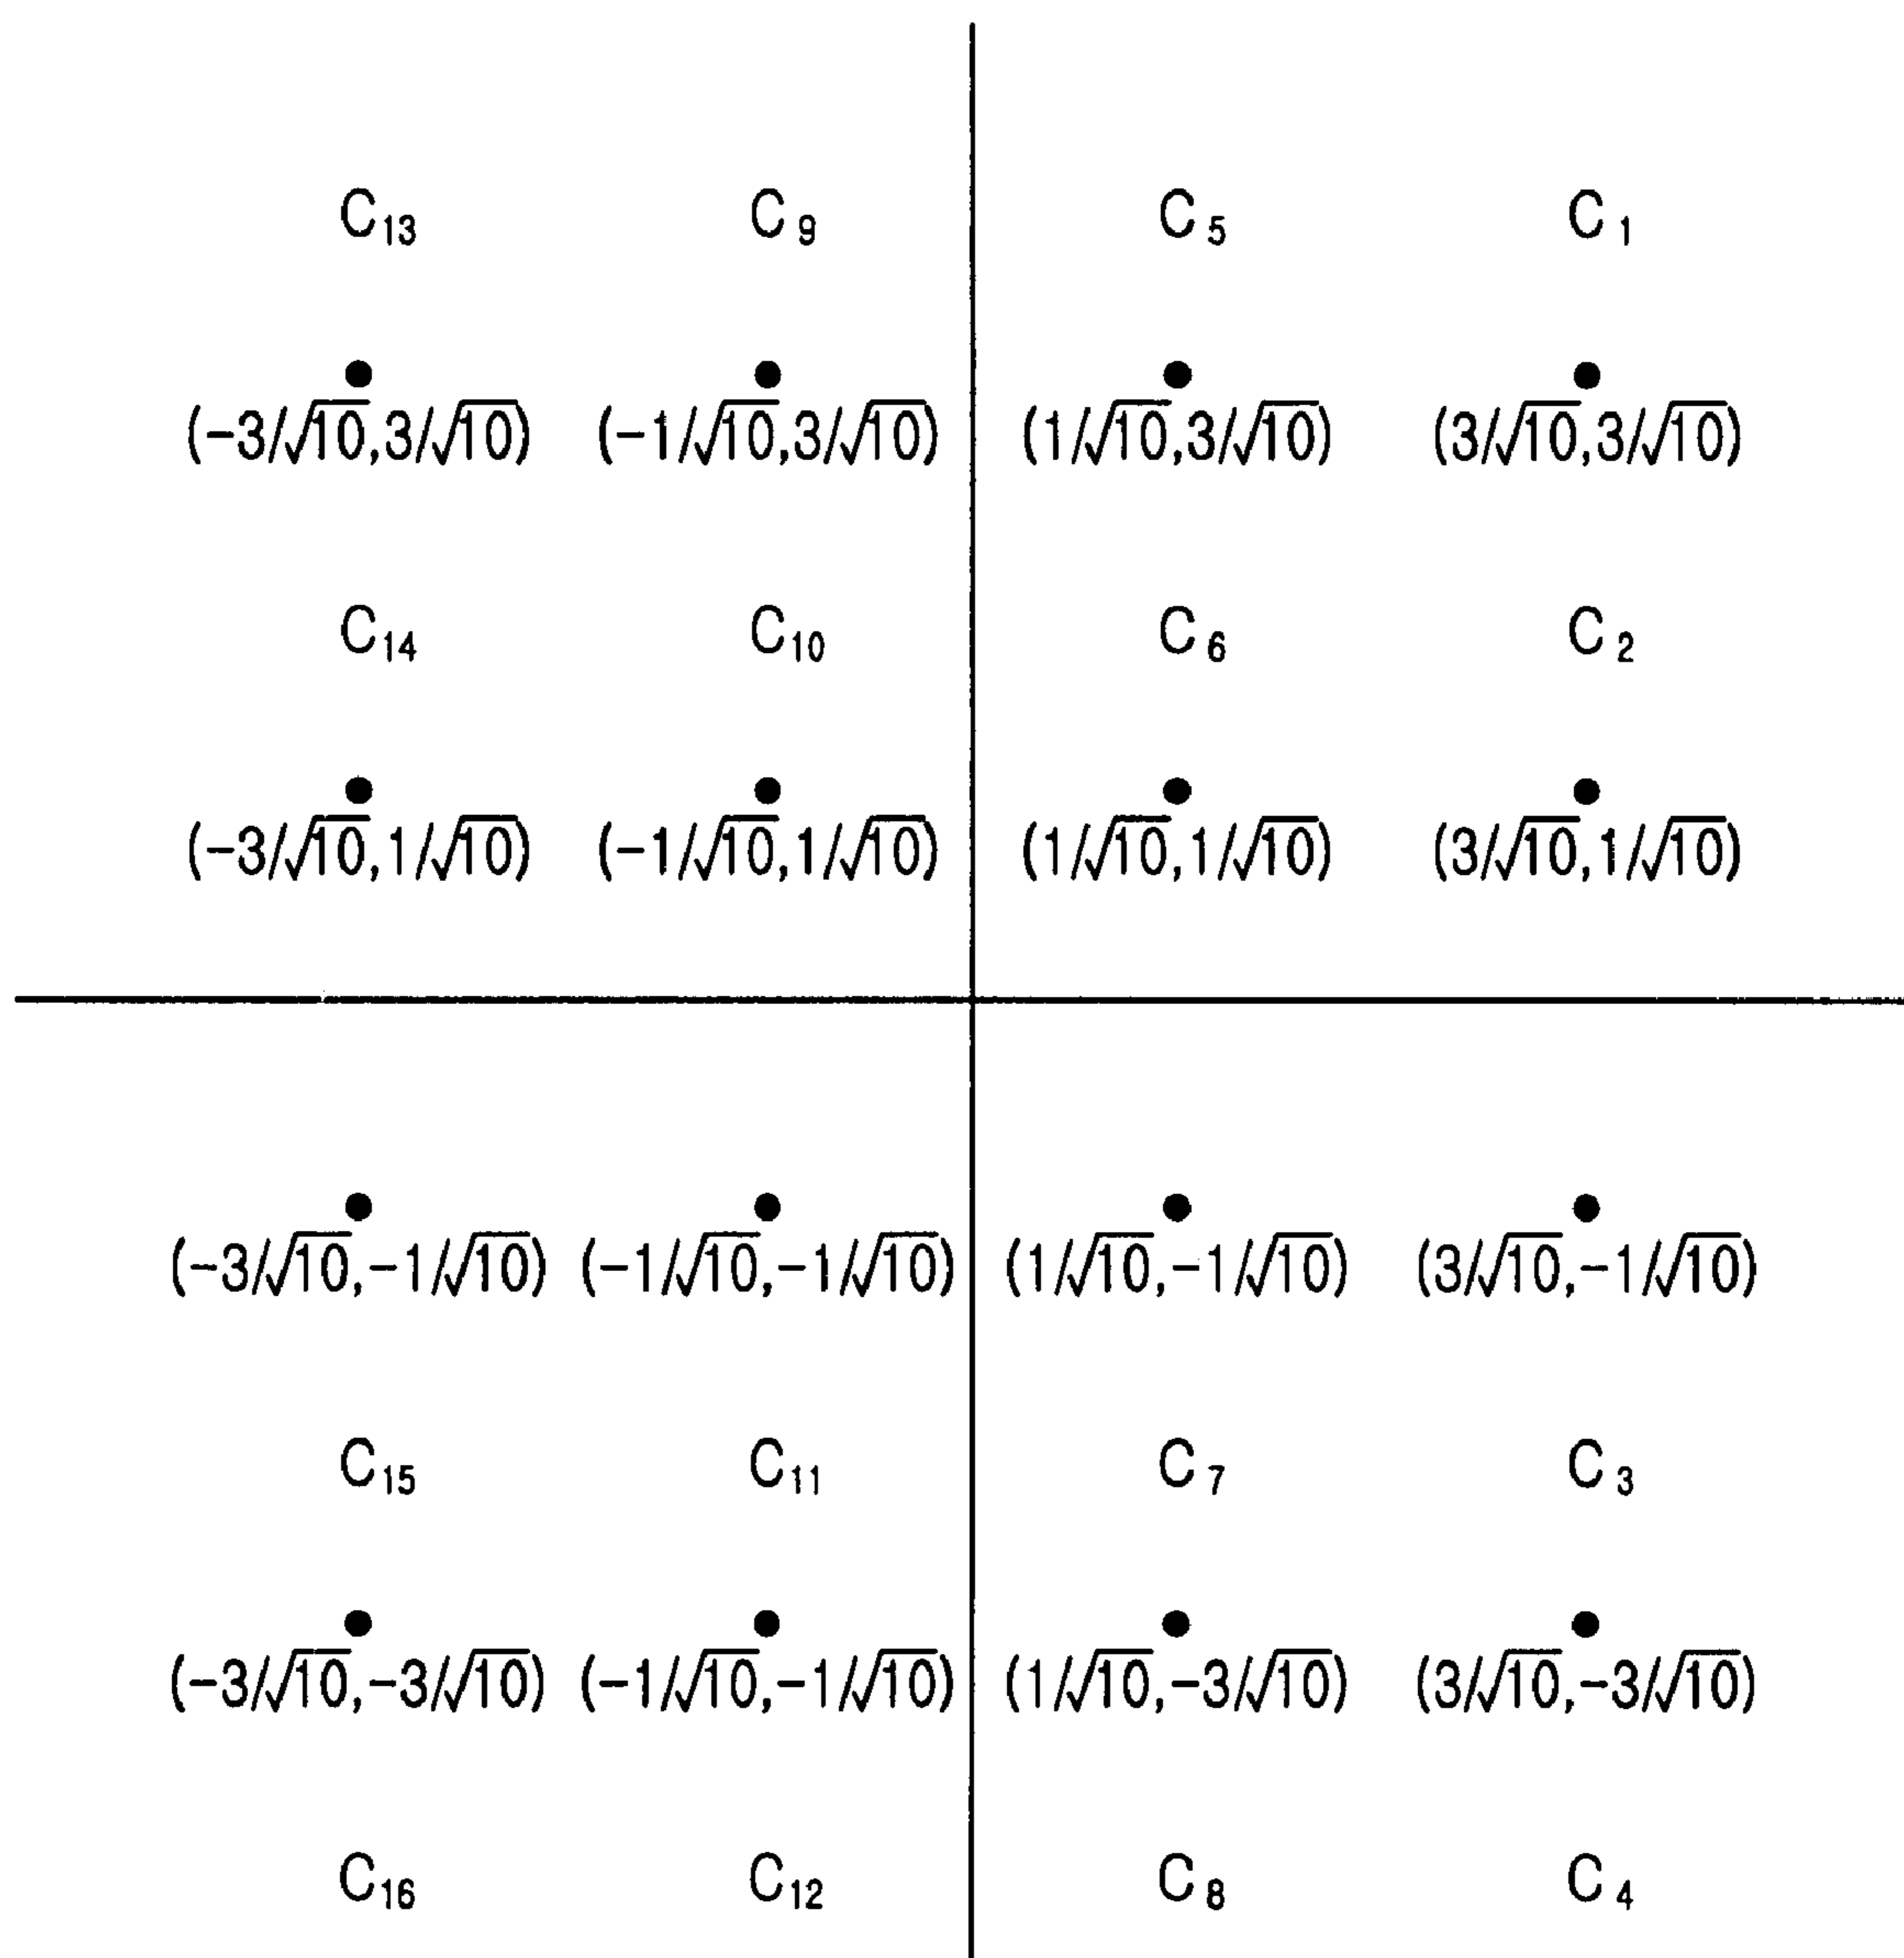 C₁₃ C₉ C₅ C₁
(-3/√10,3/√10) (-1/√10,3/√10) (1/√10,3/√10) (3/√10,3/√10)
C₁₄ C₁₀ C₆ C₂
(-3/√10,1/√10) (-1/√10,1/√10) (1/√10,1/√10) (3/√10,1/√10)
(-3/√10,-1/√10) (-1/√10,-1/√10) (1/√10,-1/√10) (3/√10,-1/√10)
C₁₅ C₁₁ C₇ C₃
(-3/√10,-3/√10) (-1/√10,-1/√10) (1/√10,-3/√10) (3/√10,-3/√10)
C₁₆ C₁₂ C₈ C₄